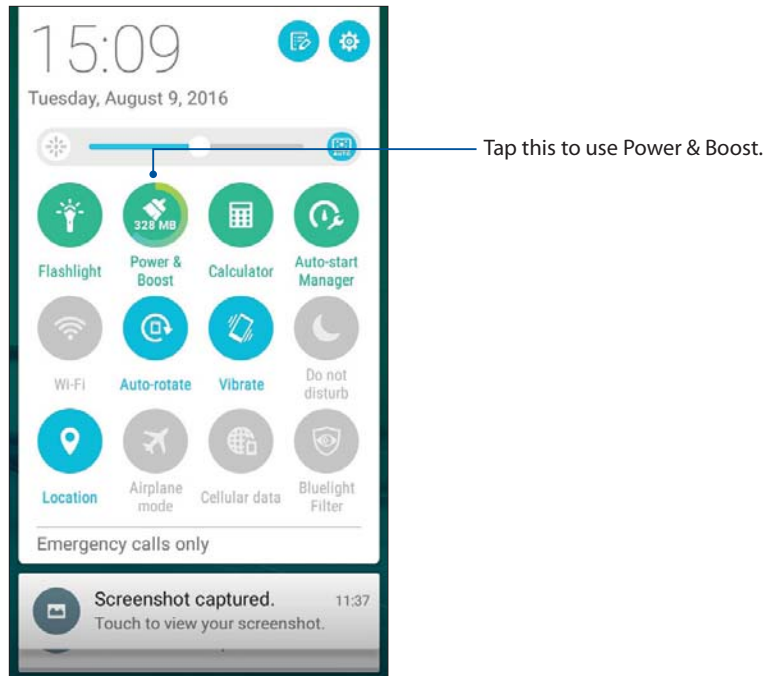 15:09
Tuesday, August 9, 2016
AUTO
Tap this to use Power & Boost.
328 MB
Flashlight
Power &
Boost
Calculator
Auto-start
Manager
Wi-Fi
Auto-rotate
Vibrate
Do not
disturb
Location
Airplane
mode
Cellular data
Bluelight
Filter
Emergency calls only
Screenshot captured. 11:37
Touch to view your screenshot.